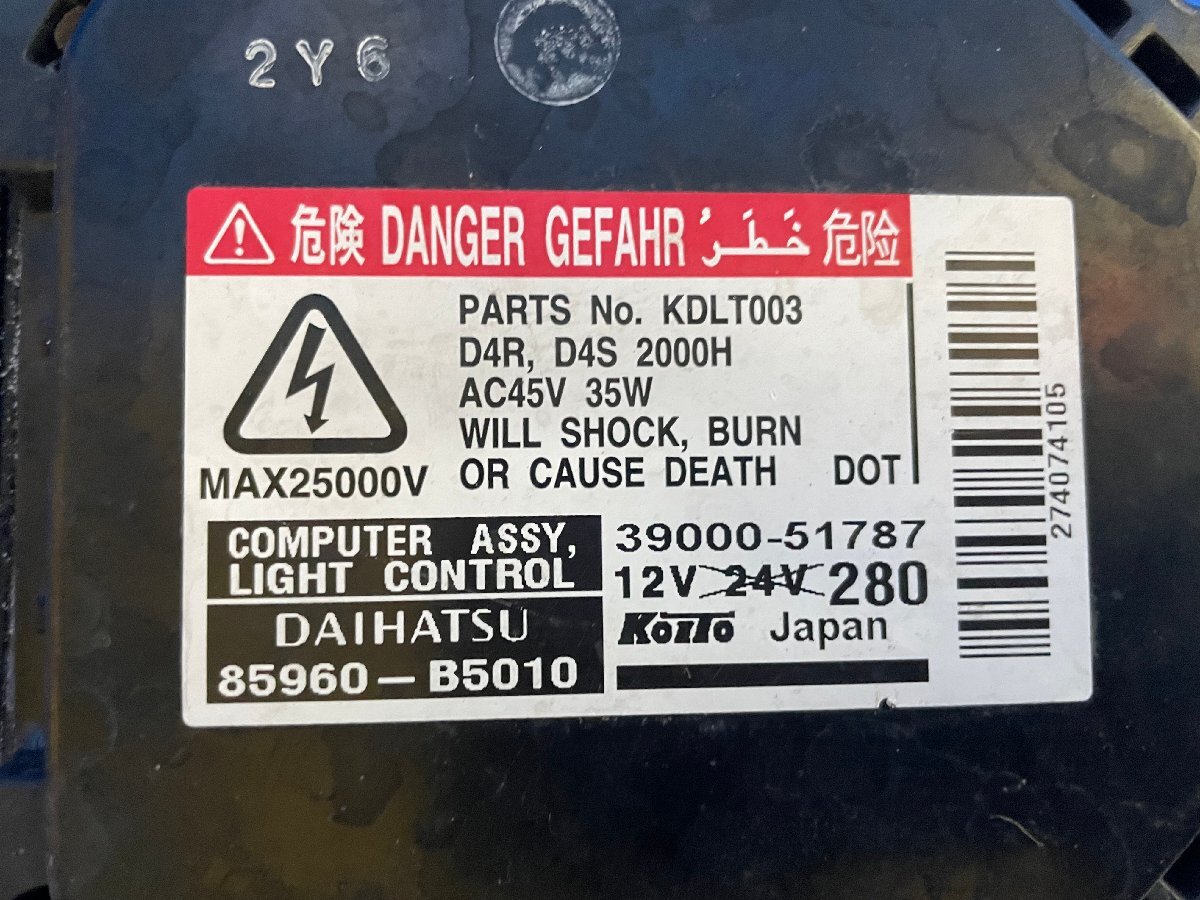 2Y6
危険 DANGER GEFAHR خَطَرٌ 危险
PARTS No. KDLT003
D4R, D4S 2000H
AC45V 35W
WILL SHOCK, BURN
OR CAUSE DEATH DOT
MAX25000V
COMPUTER ASSY,
LIGHT CONTROL
DAIHATSU
85960-B5010
39000-51787
12V 24V 280
KOITO Japan
274074105